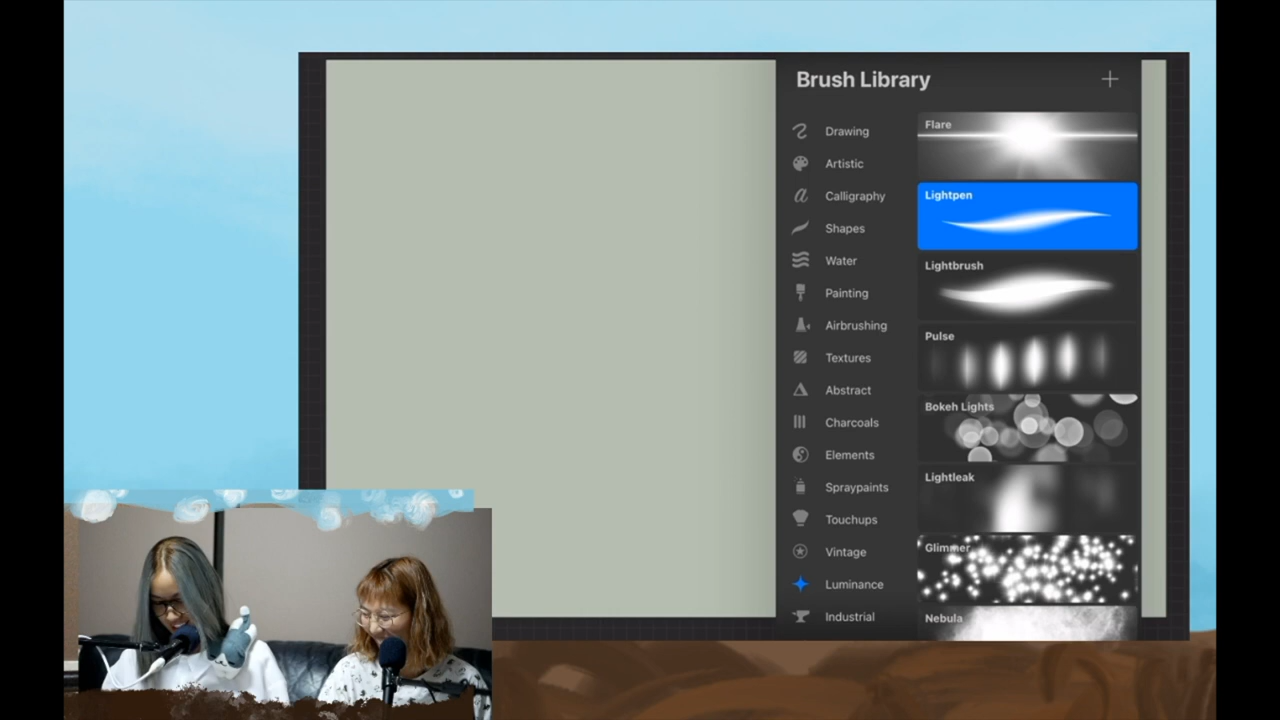 Brush Library
Drawing
Artistic
Calligraphy
Shapes
Water
Painting
Airbrushing
Textures
Abstract
Charcoals
Elements
Spraypaints
Touchups
Vintage
Luminance
Industrial
Flare
Lightpen
Lightbrush
Pulse
Bokeh Lights
Lightleak
Glimmer
Nebula